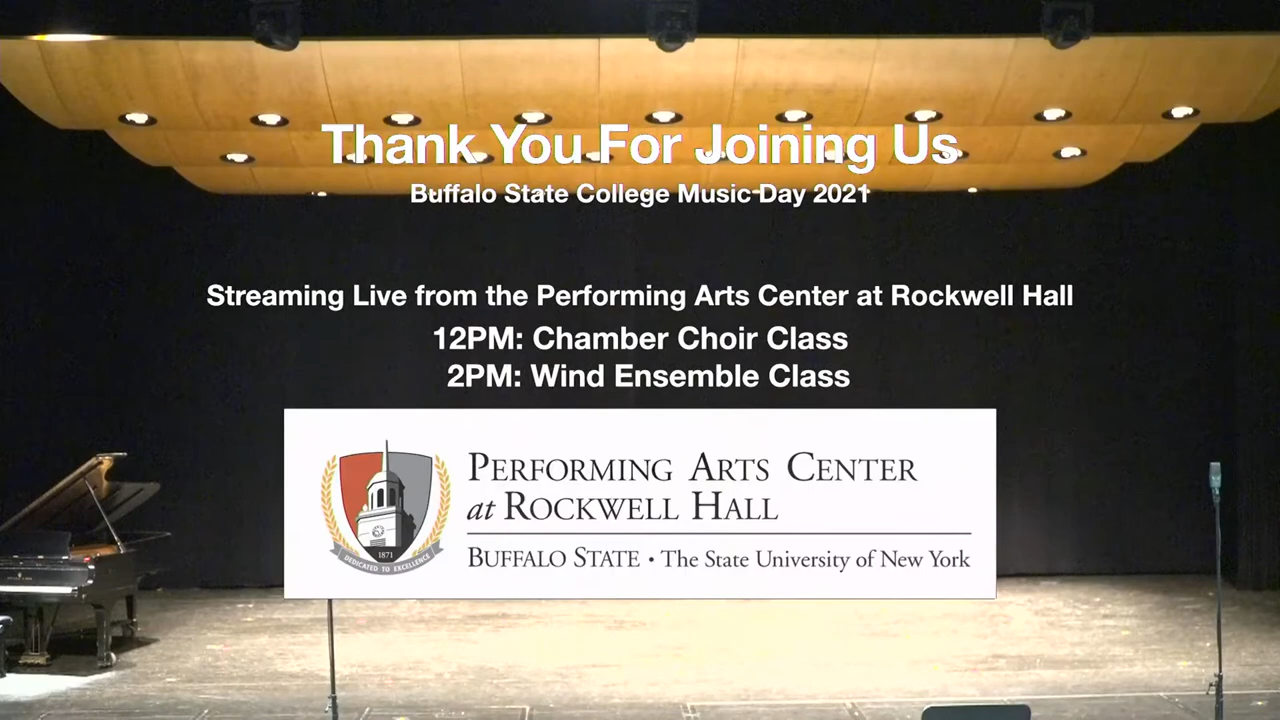 Thank You For Joining Us
Buffalo State College Music Day 2021
Streaming Live from the Performing Arts Center at Rockwell Hall
12PM: Chamber Choir Class
2PM: Wind Ensemble Class
PERFORMING ARTS CENTER
at ROCKWELL HALL
BUFFALO STATE • The State University of New York
1871
DEDICATED TO EXCELLENCE